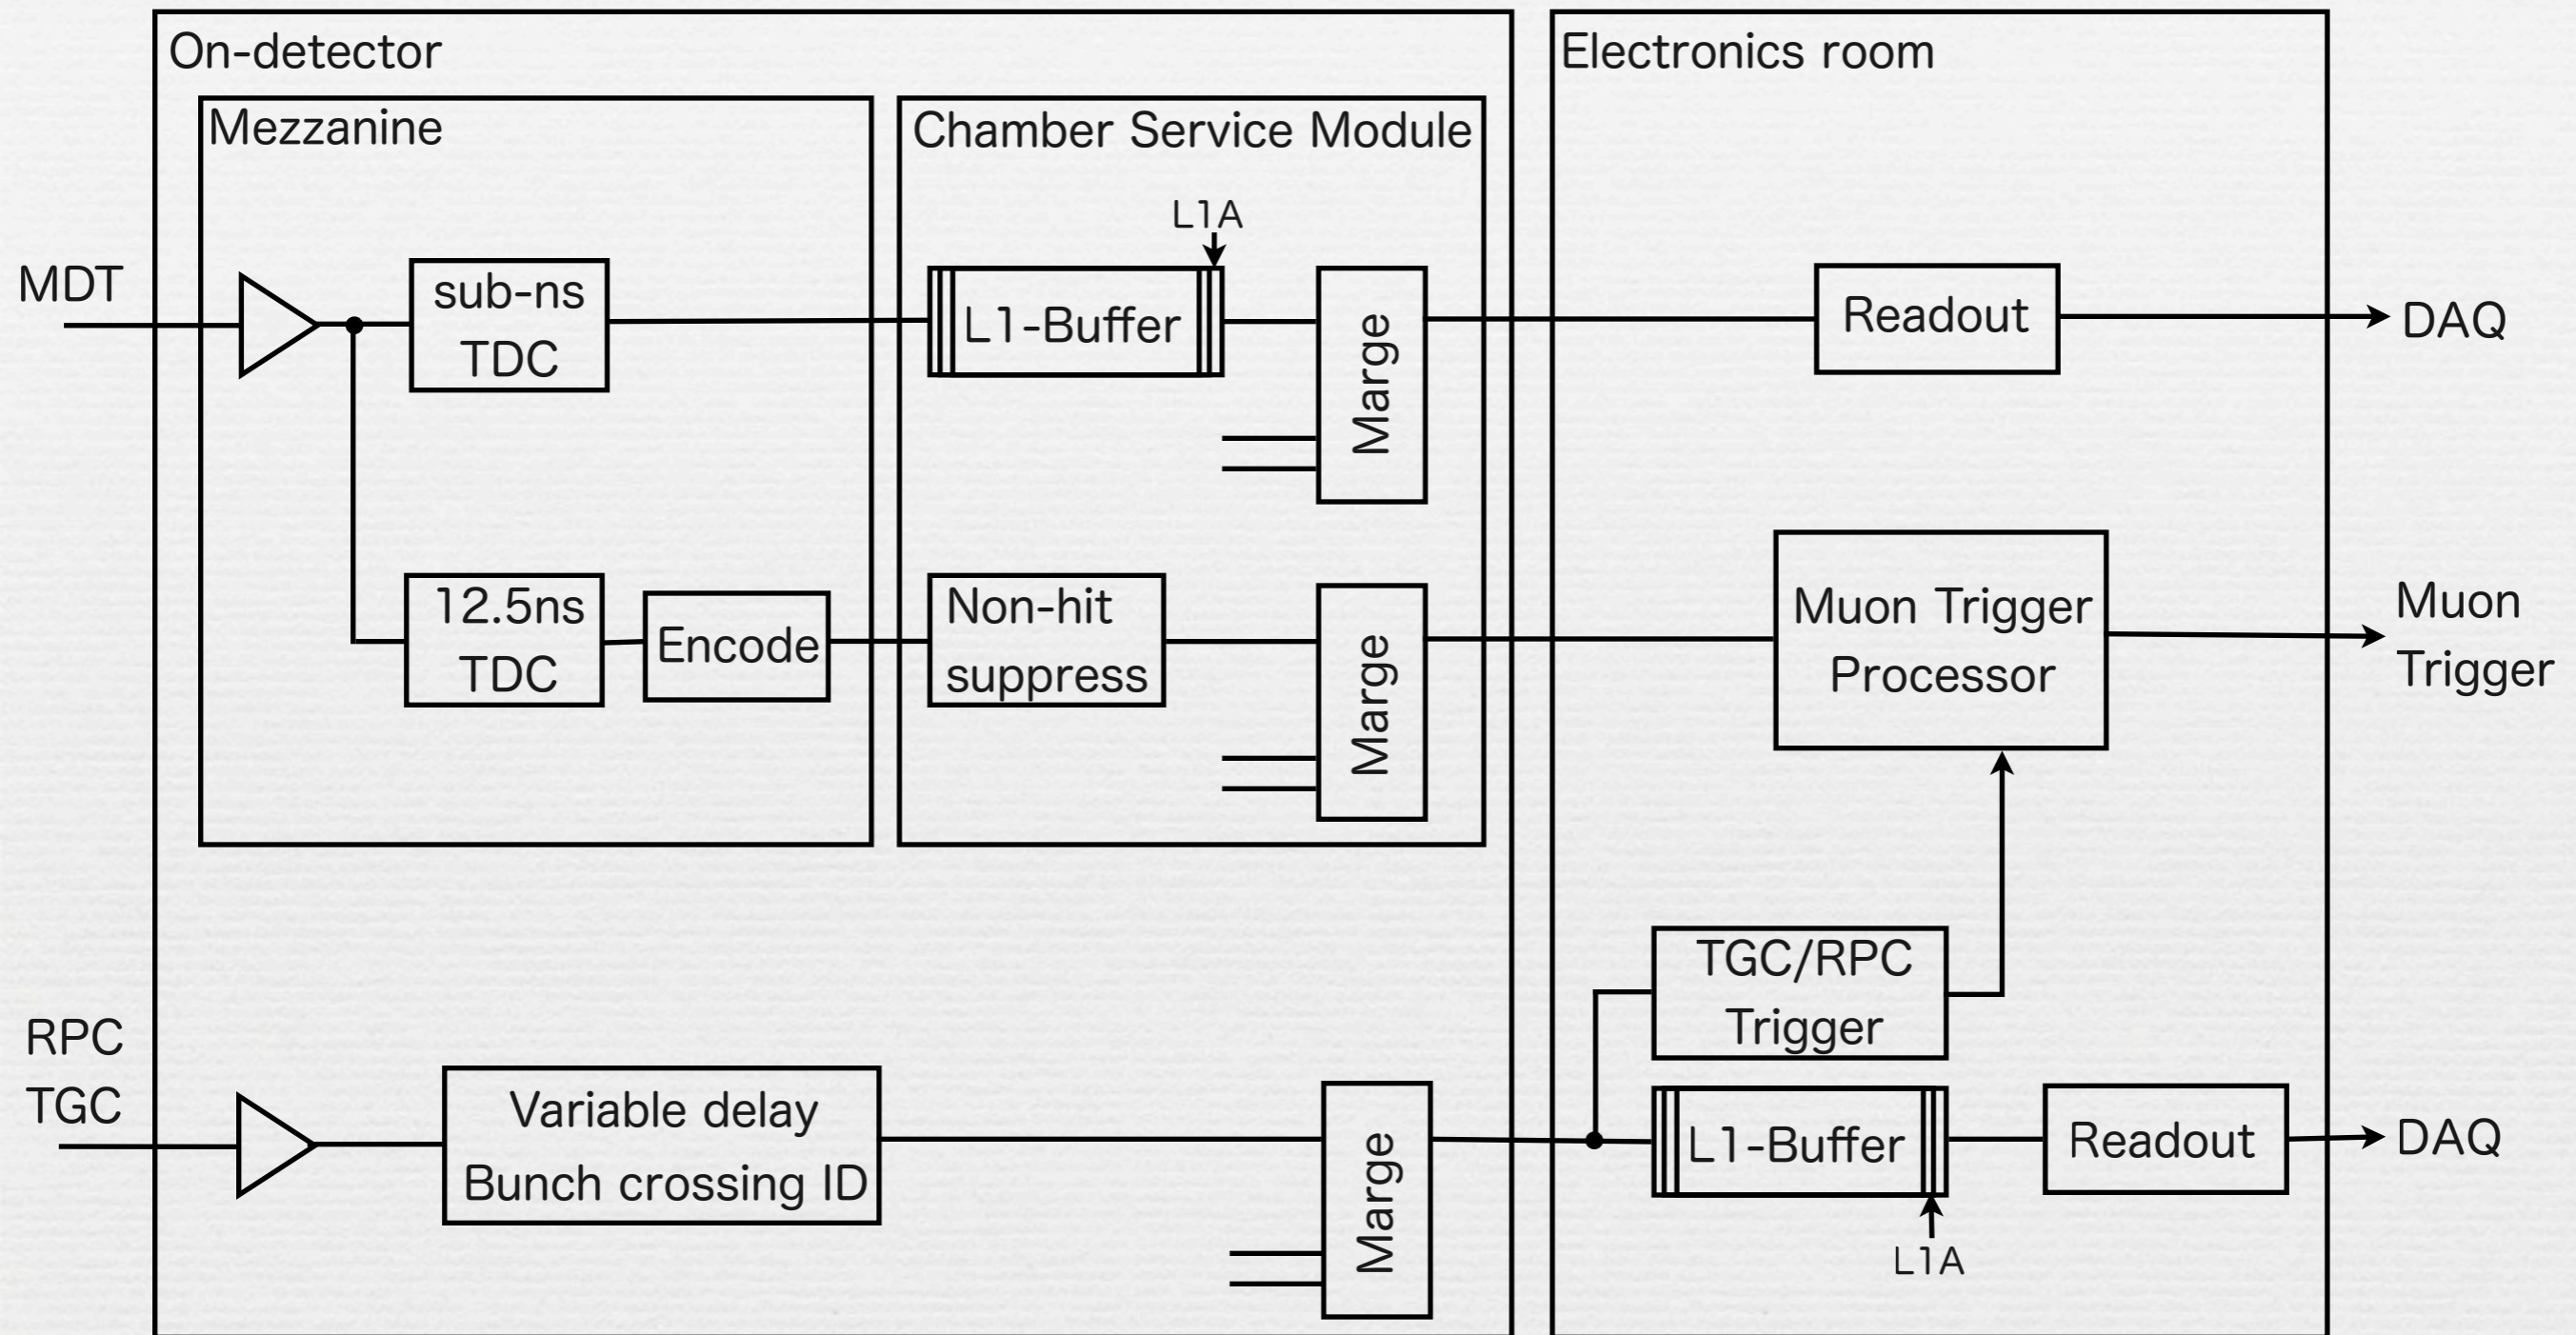 On-detector
Electronics room
Mezzanine
Chamber Service Module
L1A
MDT
sub-ns
TDC
L1-Buffer
Marge
Readout
DAQ
12.5ns
TDC
Encode
Non-hit
suppress
Marge
Muon Trigger
Processor
Muon
Trigger
RPC
TGC
Variable delay
Bunch crossing ID
Marge
TGC/RPC
Trigger
L1-Buffer
Readout
DAQ
L1A